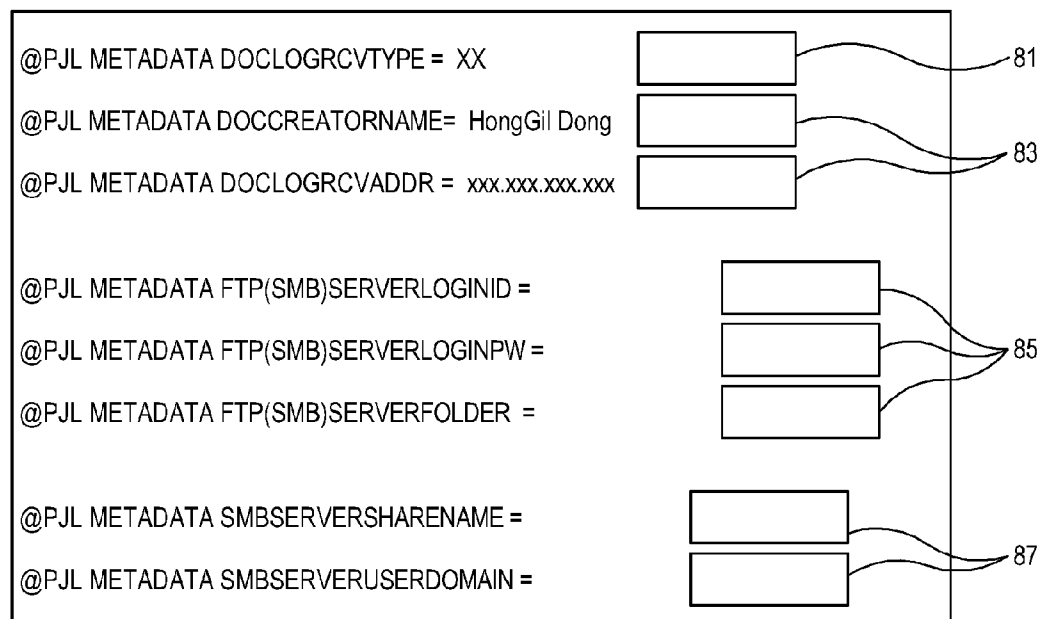 @PJL METADATA DOCLOGRCVTYPE = XX
81
@PJL METADATA DOCCREATORNAME= HongGil Dong
83
@PJL METADATA DOCLOGRCVADDR = xxx.xxx.xxx.xxx
@PJL METADATA FTP(SMB)SERVERLOGINID =
@PJL METADATA FTP(SMB)SERVERLOGINPW =
85
@PJL METADATA FTP(SMB)SERVERFOLDER =
@PJL METADATA SMBSERVERSHARENAME =
87
@PJL METADATA SMBSERVERUSERDOMAIN =